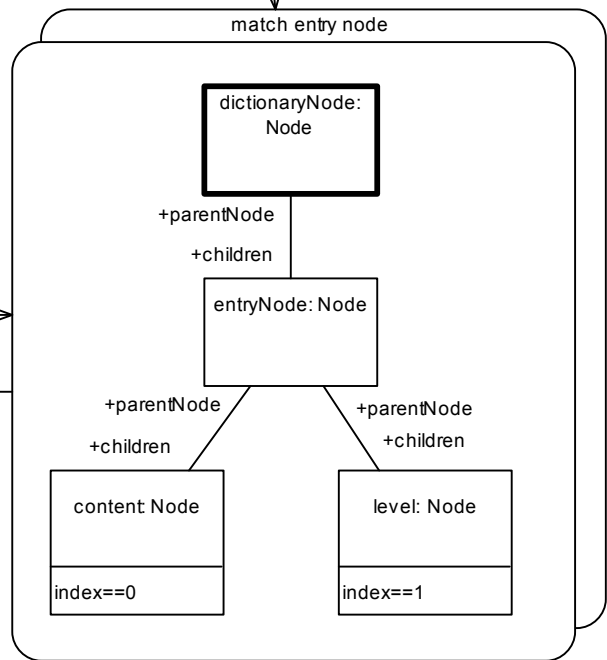 match entry node
dictionaryNode:
Node
+parentNode
+children
entryNode: Node
+parentNode
+parentNode
+children
+children
content: Node
level: Node
index==0
index==1